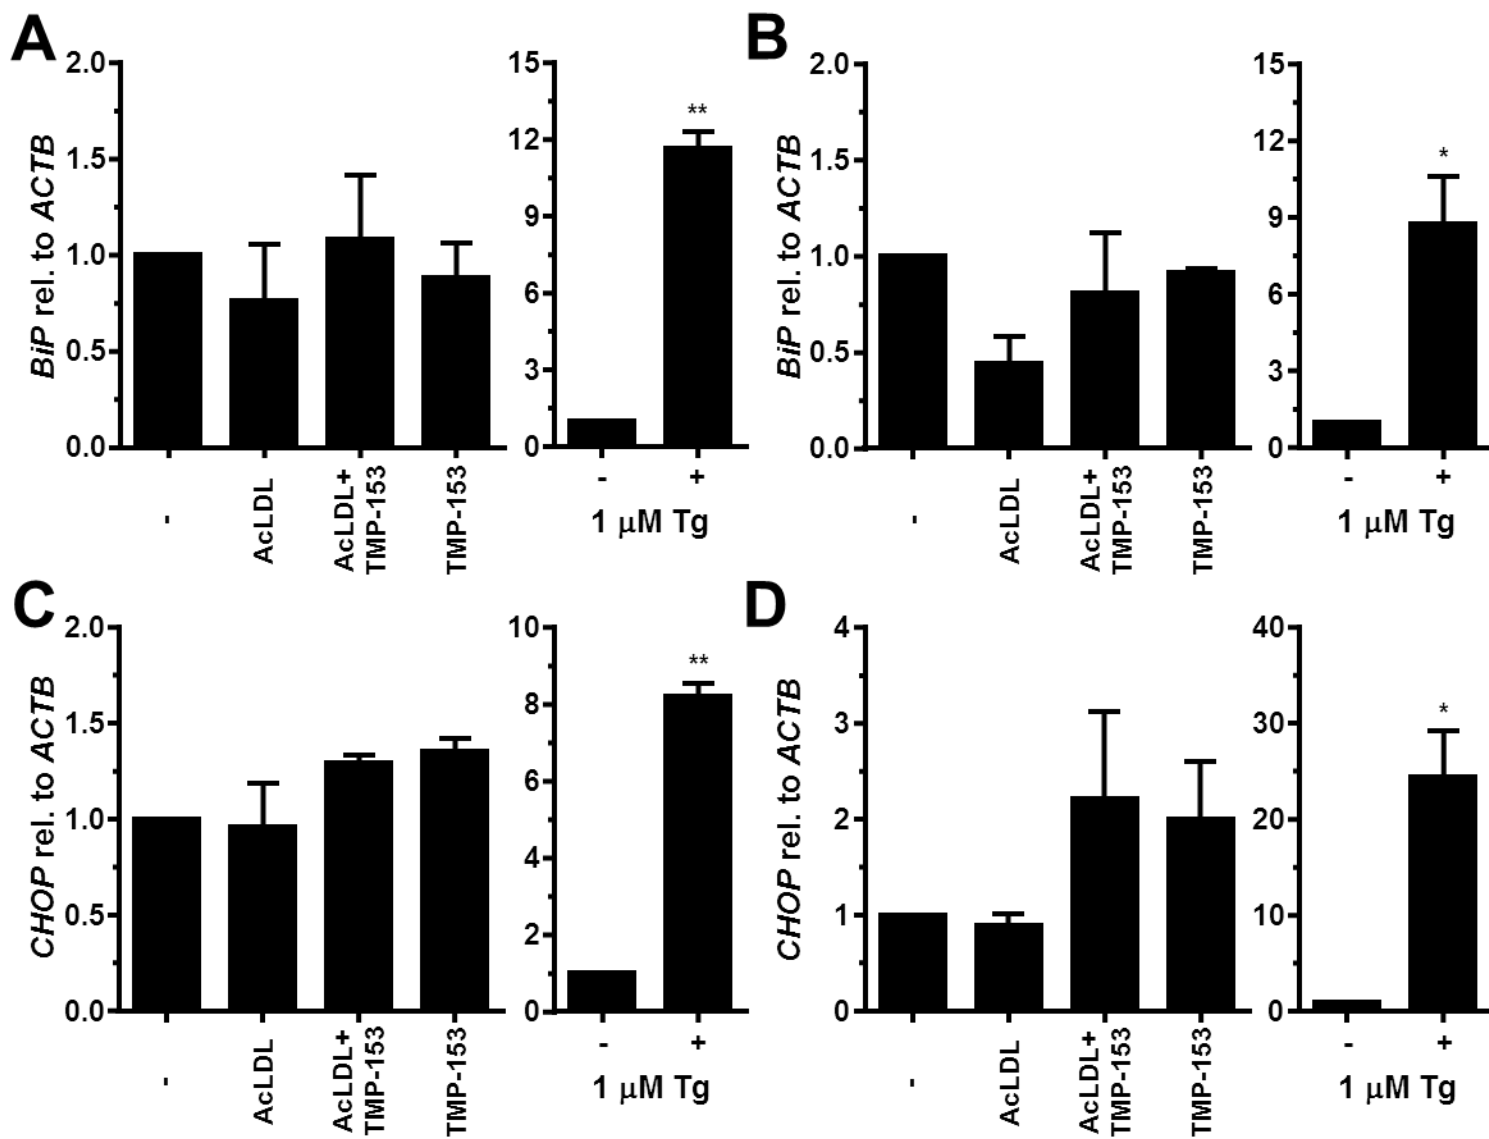 A
BiP rel. to ACTB
2.0
1.5
1.0
0.5
0.0
-
AcLDL
AcLDL+
TMP-153
TMP-153
15
12
9
6
3
0
**
- +
1 μM Tg
B
BiP rel. to ACTB
2.0
1.5
1.0
0.5
0.0
-
AcLDL
AcLDL+
TMP-153
TMP-153
15
12
9
6
3
0
*
- +
1 μM Tg
C
CHOP rel. to ACTB
2.0
1.5
1.0
0.5
0.0
-
AcLDL
AcLDL+
TMP-153
TMP-153
10
8
6
4
2
0
**
- +
1 μM Tg
D
CHOP rel. to ACTB
4
3
2
1
0
-
AcLDL
AcLDL+
TMP-153
TMP-153
40
30
20
10
0
*
- +
1 μM Tg